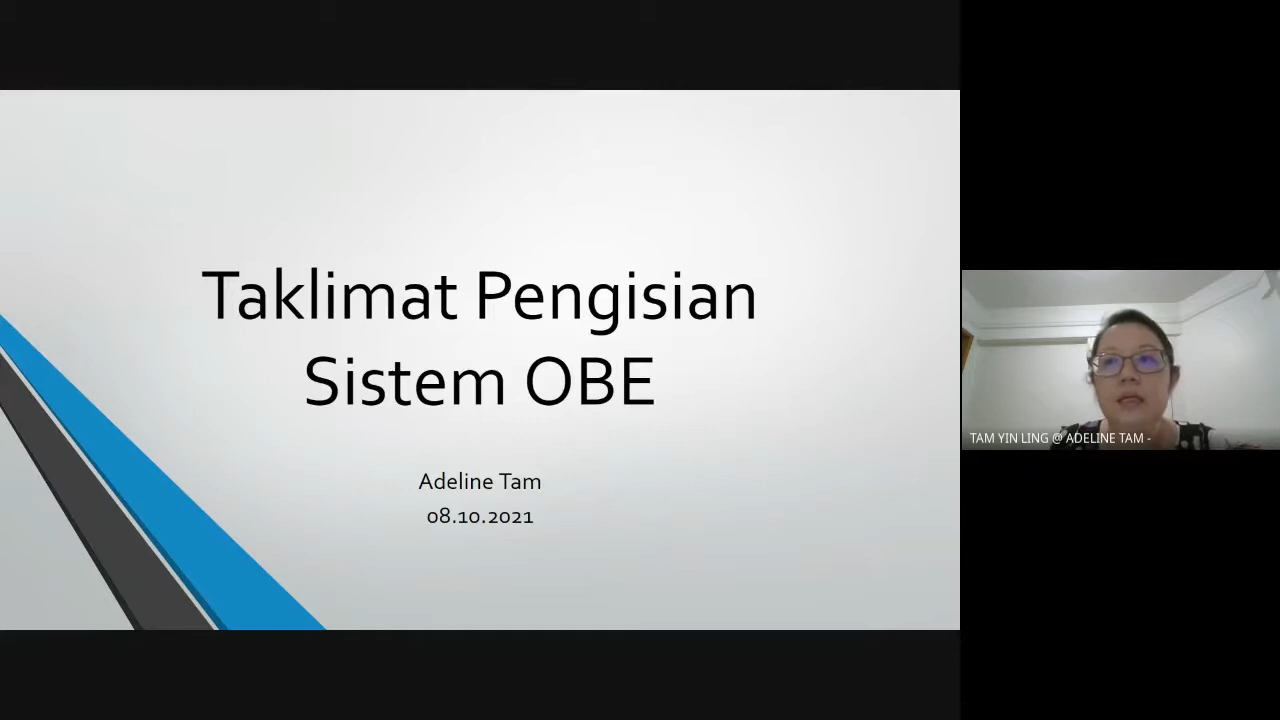 Taklimat Pengisian
Sistem OBE
Adeline Tam
08.10.2021
TAM YIN LING @ ADELINE TAM -